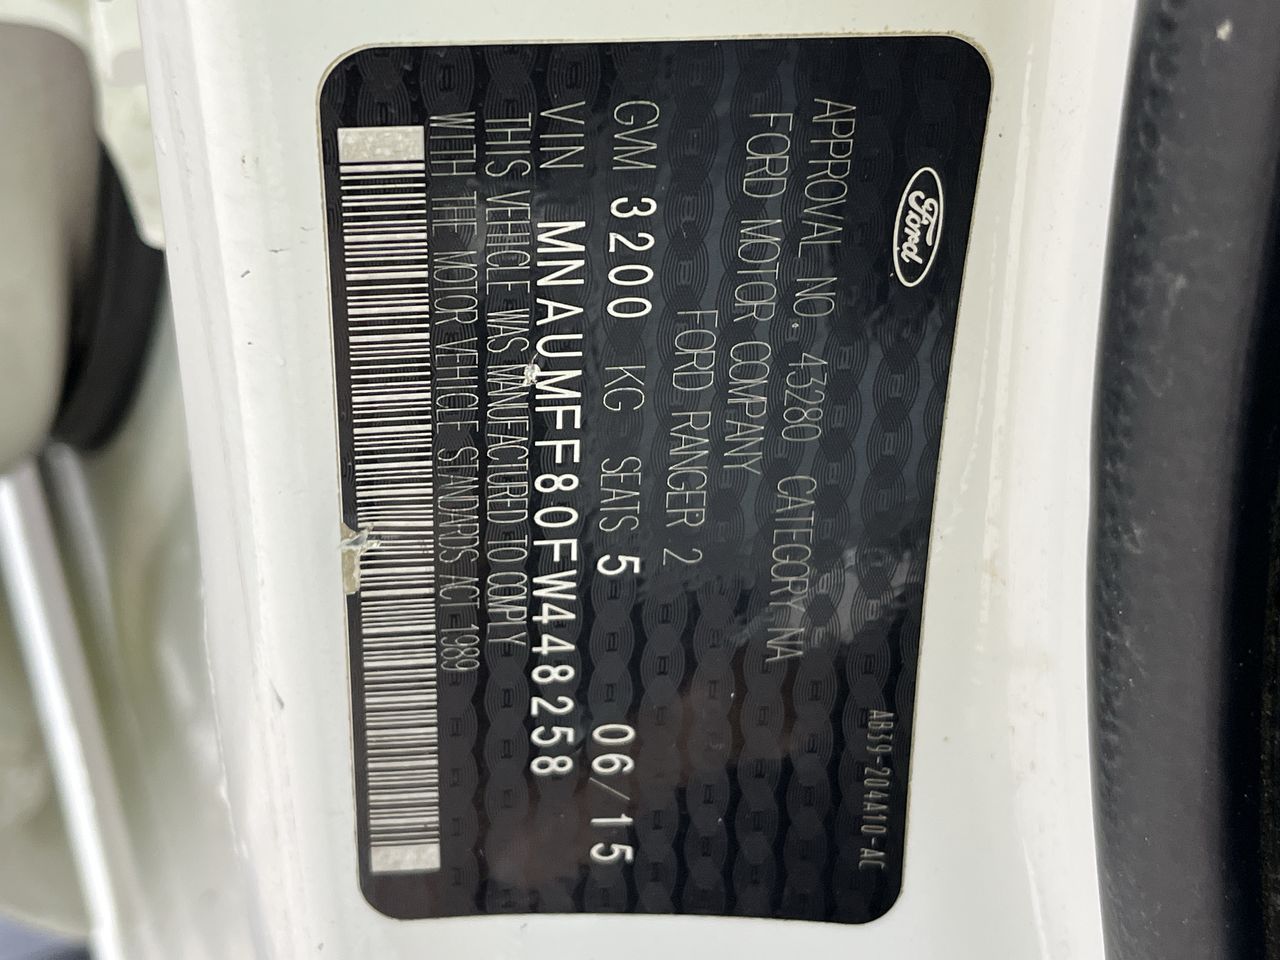 Ford
AB39-204A10-AC
APPROVAL NO. 43280 CATEGORY NA
FORD MOTOR COMPANY
FORD RANGER 2
GVM 3200 KG SEATS 5 06/15
VIN MNAUMFF80FW448258
THIS VEHICLE WAS MANUFACTURED TO COMPLY
WITH THE MOTOR VEHICLE STANDARDS ACT 1989